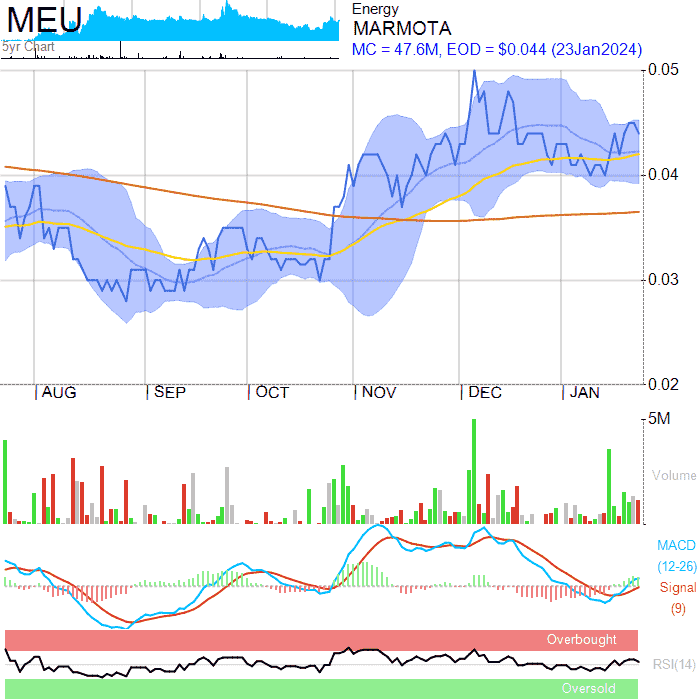 MEU
5yr Chart
Energy
MARMOTA
MC = 47.6M, EOD = $0.044 (23Jan2024)
0.05
0.04
0.03
0.02
AUG
SEP
OCT
NOV
DEC
JAN
5M
Volume
MACD
(12-26)
Signal
(9)
Overbought
RSI(14)
Oversold